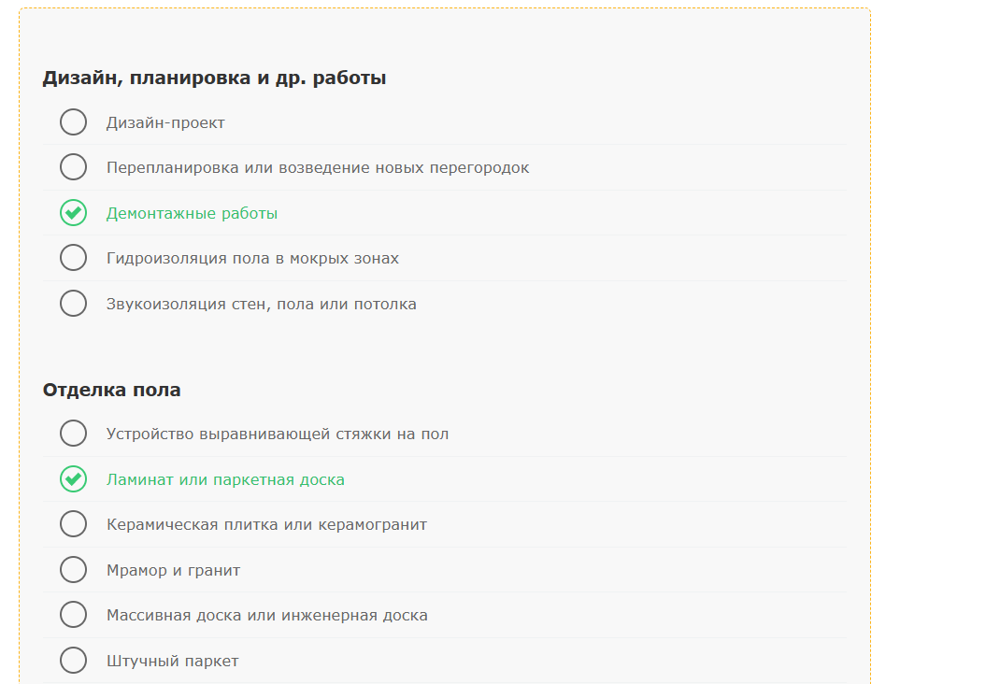 Дизайн, планировка и др. работы
Дизайн-проект
Перепланировка или возведение новых перегородок
Демонтажные работы
Гидроизоляция пола в мокрых зонах
Звукоизоляция стен, пола или потолка
Отделка пола
Устройство выравнивающей стяжки на пол
Ламинат или паркетная доска
Керамическая плитка или керамогранит
Мрамор и гранит
Массивная доска или инженерная доска
Штучный паркет